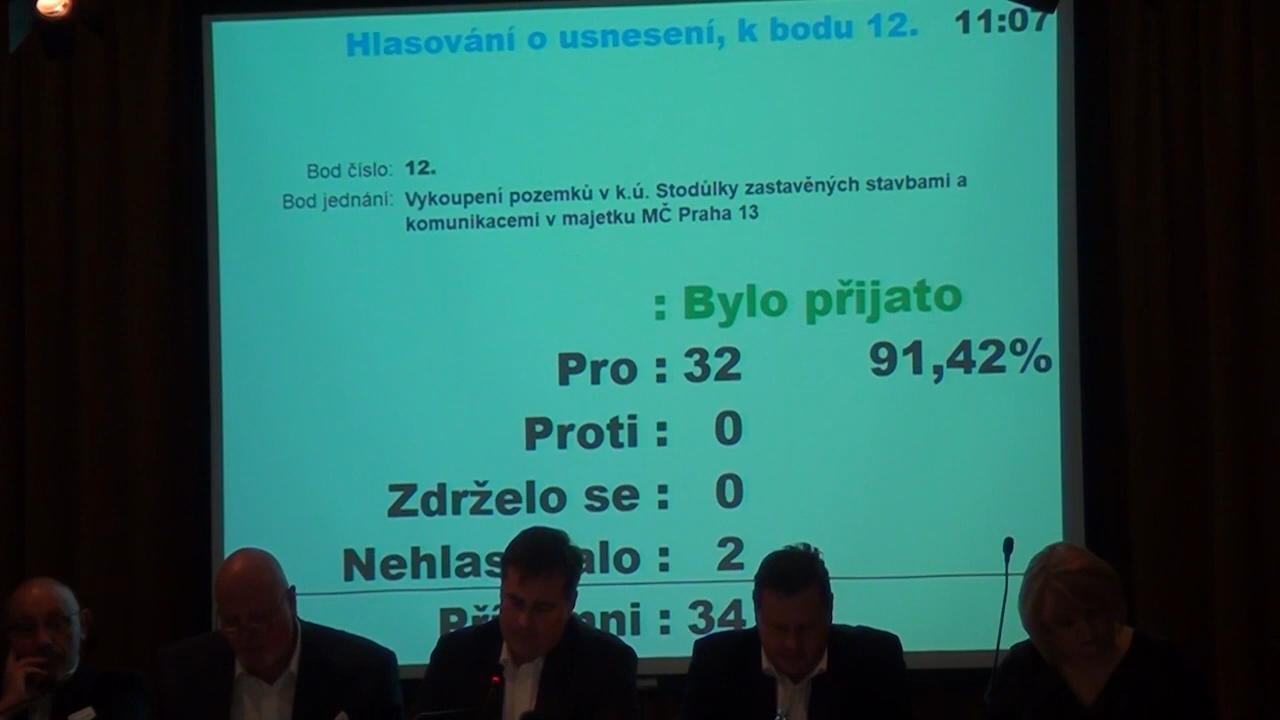 Hlasování o usnesení, k bodu 12. 11:07
Bod číslo: 12.
Bod jednání: Vykoupení pozemků v k.ú. Stodůlky zastavěných stavbami a
komunikacemi v majetku MČ Praha 13
: Bylo přijato
Pro : 32 91,42%
Proti : 0
Zdrželo se : 0
: 2
: 34